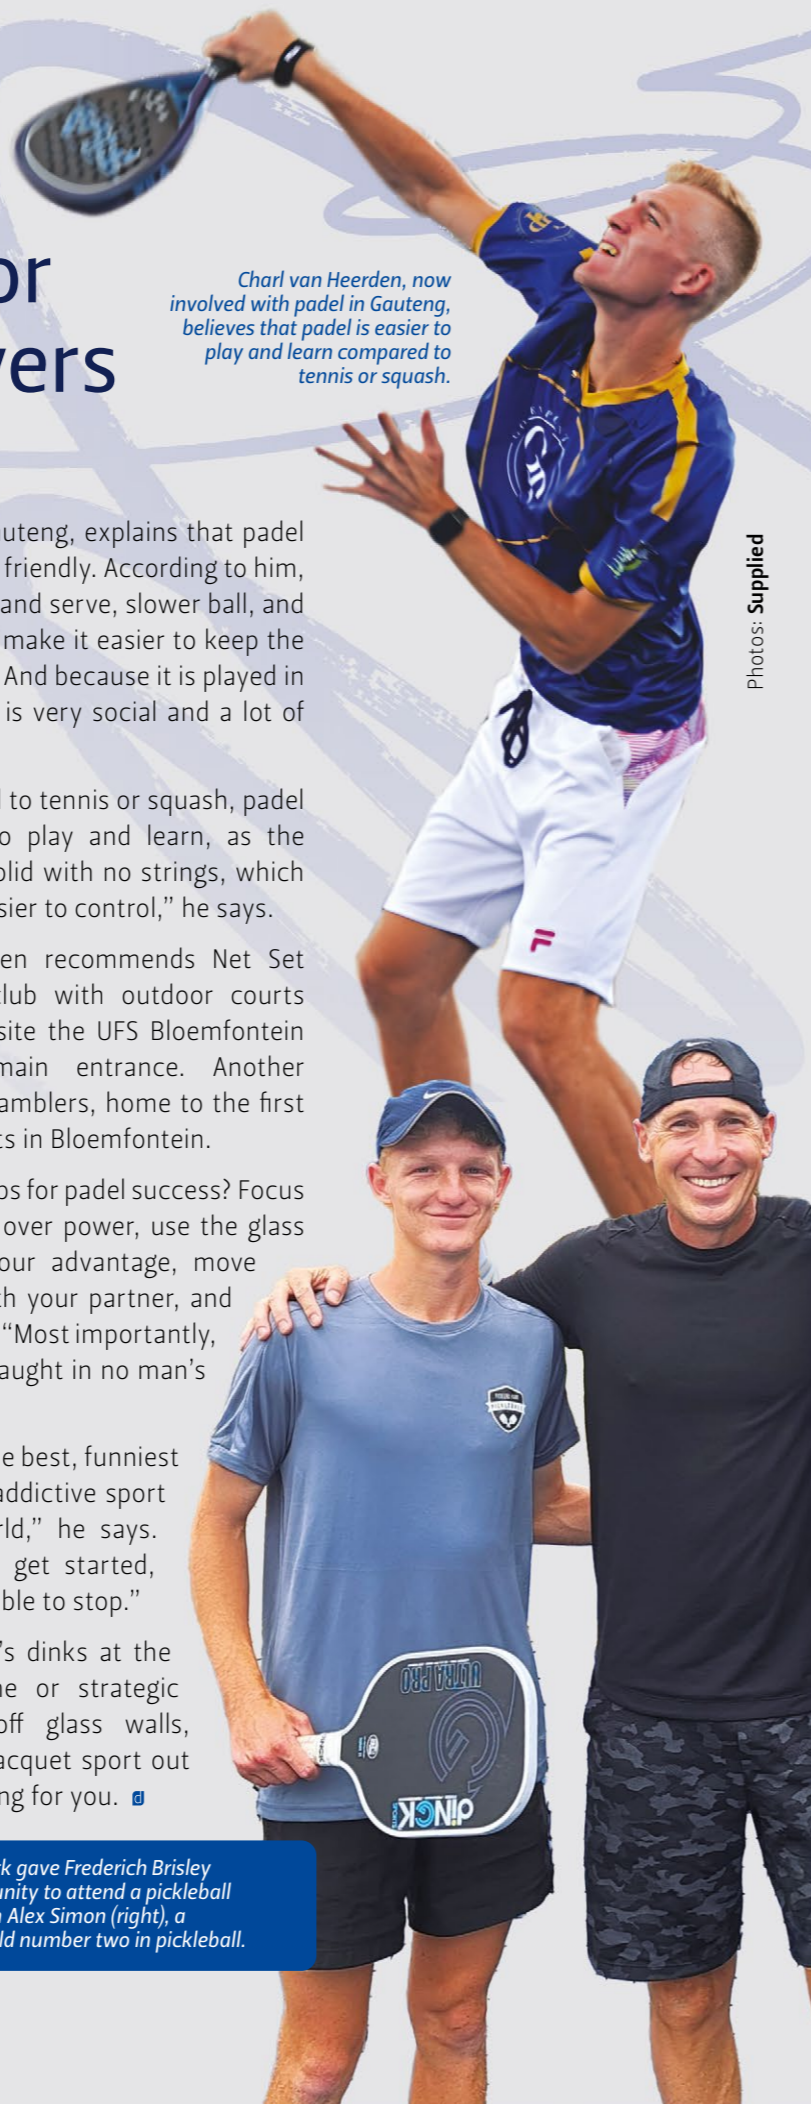 or
vers
Charl van Heerden, now
involved with padel in Gauteng,
believes that padel is easier to
play and learn compared to
tennis or squash.
auteng, explains that padel
friendly. According to him,
and serve, slower ball, and
make it easier to keep the
And because it is played in
is very social and a lot of
to tennis or squash, padel
o play and learn, as the
olid with no strings, which
sier to control,” he says.
en recommends Net Set
club with outdoor courts
site the UFS Bloemfontein
main entrance. Another
amblers, home to the first
ts in Bloemfontein.
ps for padel success? Focus
over power, use the glass
our advantage, move
th your partner, and
“Most importantly,
aught in no man’s
e best, funniest
addictive sport
rld,” he says.
get started,
ble to stop.”
’s dinks at the
ne or strategic
off glass walls,
acquet sport out
ng for you. d
rk gave Frederich Brisley
unity to attend a pickleball
Alex Simon (right), a
ld number two in pickleball.
Photos: Supplied
PICKLEBALL
ULTRA PRO
diNGK
SPORTS